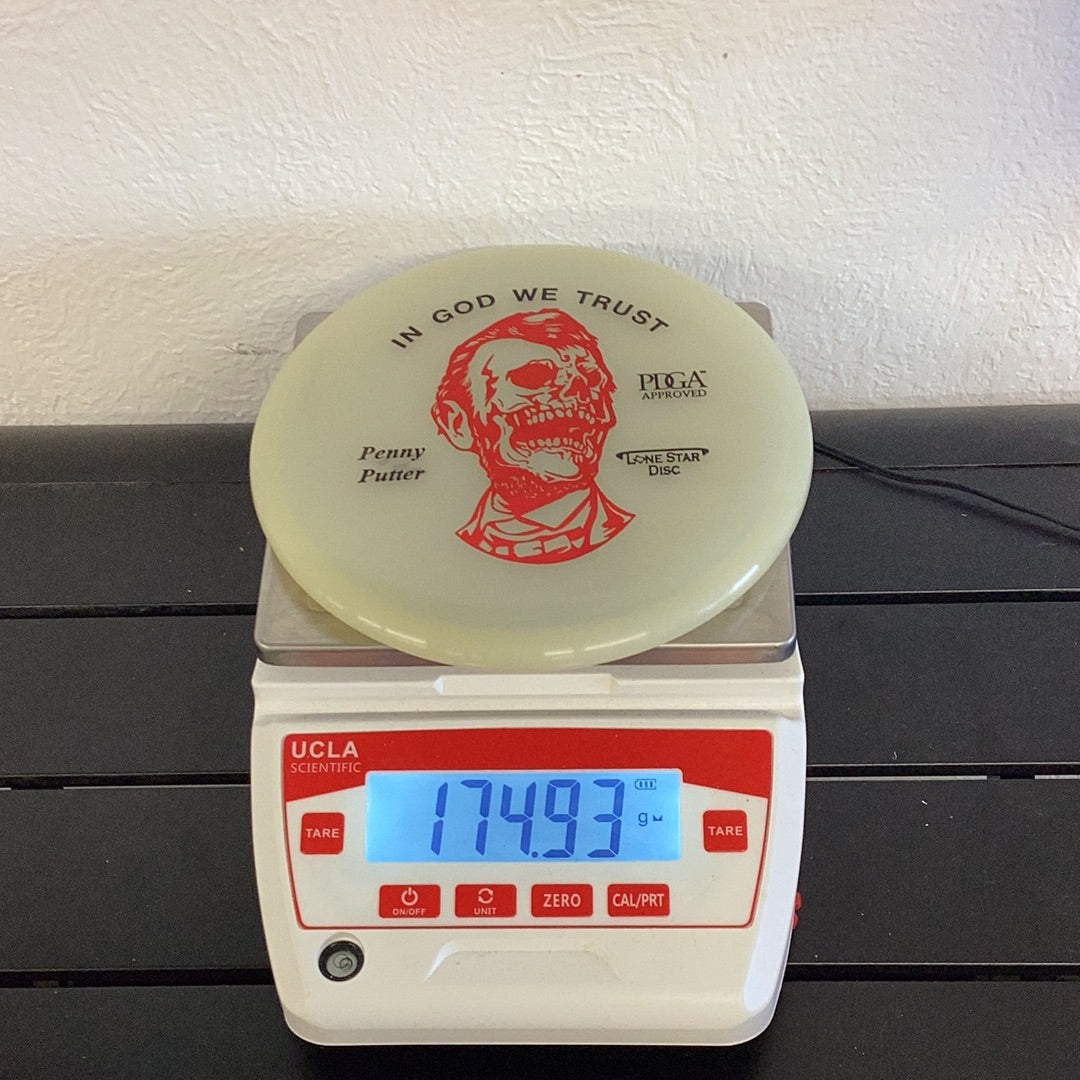 IN GOD WE TRUST
PDGA™
APPROVED
Penny
Putter
LONE STAR
DISC
UCLA
SCIENTIFIC
174.93 g
TARE
TARE
ON/OFF
UNIT
ZERO
CAL/PRT